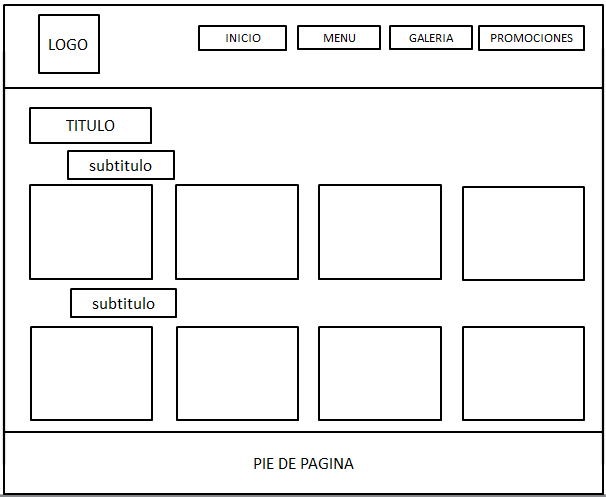 LOGO
INICIO
MENU
GALERIA
PROMOCIONES
TITULO
subtitulo
subtitulo
PIE DE PAGINA